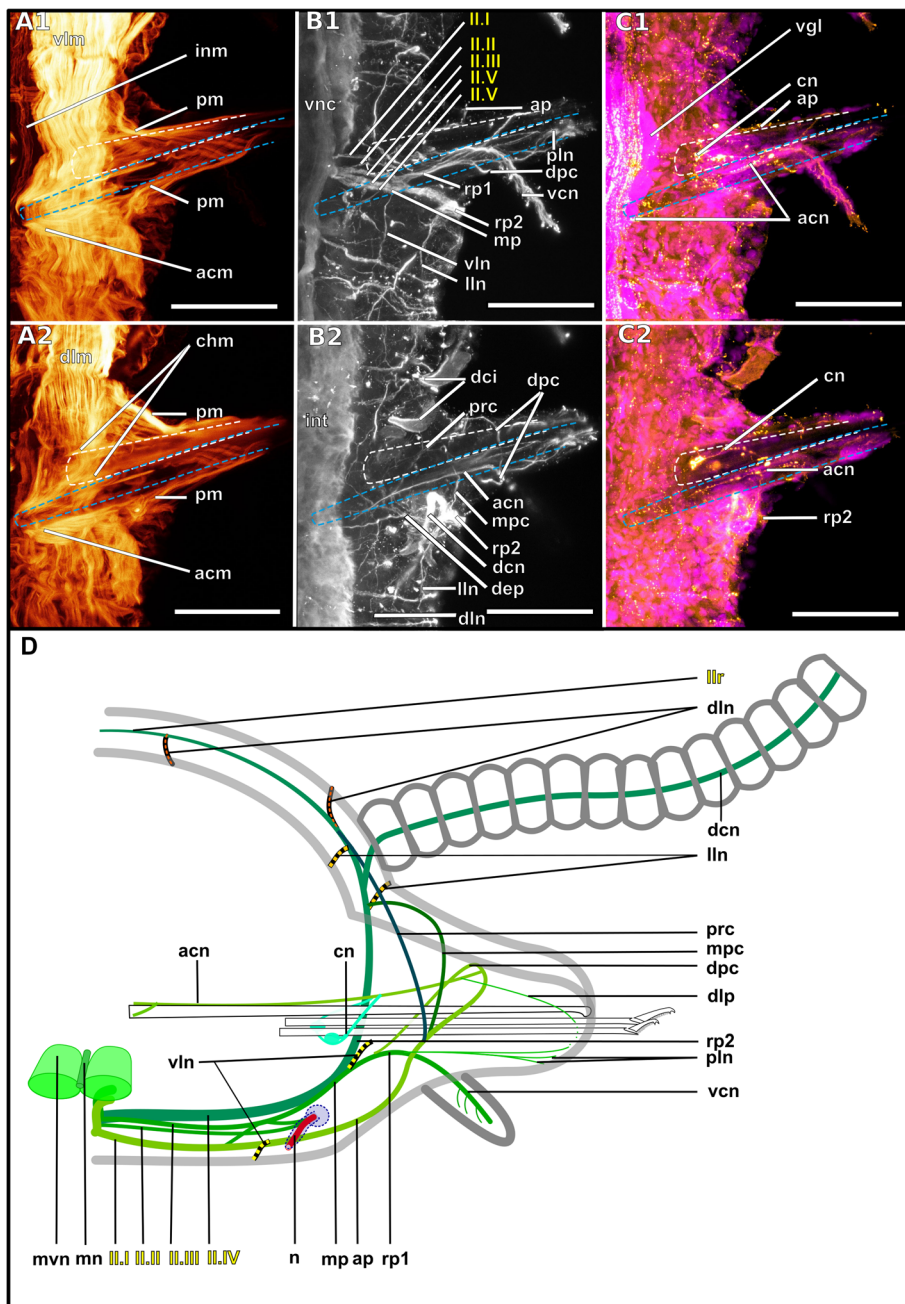 A1
vlm
inm
pm
pm
acm
B1
vnc
II.I
II.II
II.III
II.V
II.V
ap
pln
dpc
vcn
rp1
rp2
mp
vln
lln
C1
vgl
cn
ap
acn
A2
dlm
chm
pm
pm
acm
B2
int
dci
dpc
prc
acn
mpc
rp2
dcn
dep
lln
dln
C2
cn
acn
rp2
D
llr
dln
dcn
lln
prc
mpc
dpc
dlp
rp2
pln
vcn
acn
cn
vln
mvn mn II.I II.II II.III II.IV n mp ap rp1